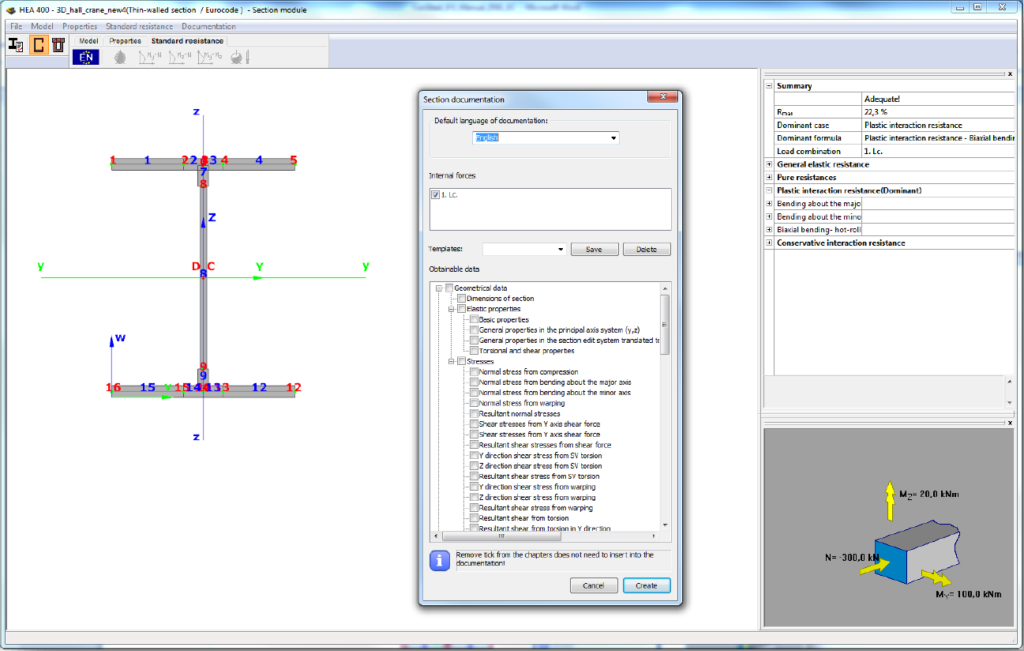 HEA 400 - 3D_hall_crane_new4(Thin-walled section / Eurocode ) - Section module
File Model Properties Standard resistance Documentation
Model Properties Standard resistance
EN
z
1 1 2 2 3 4 4 5
7
8
Z
D C
8
y Y y
W
9
9
16 15 Y 15 14 13 12 12
z
Section documentation
Default language of documentation:
English
Internal forces
1. Lc.
Templates:
Save
Delete
Obtainable data
Geometrical data
Dimensions of section
Elastic properties
Basic properties
General properties in the principal axis system (y,z)
General properties in the section edit system translated to
Torsional and shear properties
Stresses
Normal stress from compression
Normal stress from bending about the major axis
Normal stress from bending about the minor axis
Normal stress from warping
Resultant normal stresses
Shear stresses from Y axis shear force
Shear stresses from Y axis shear force
Resultant shear stresses from shear force
Y direction shear stress from SV torsion
Z direction shear stress from SV torsion
Resultant shear stress from SV torsion
Y direction shear stress from warping
Z direction shear stress from warping
Resultant shear stress from warping
Resultant shear from torsion
Resultant shear from torsion in Y direction
Remove tick from the chapters does not need to insert into the
documentation!
Cancel
Create
Summary
Adequate!
Rmax 22,3 %
Dominant case Plastic interaction resistance
Dominant formula Plastic interaction resistance - Biaxial bendin
Load combination 1. Lc.
General elastic resistance
Pure resistances
Plastic interaction resistance(Dominant)
Bending about the majo
Bending about the mino
Biaxial bending- hot-roll
Conservative interaction resistance
Mz= 20,0 kNm
N= -300,0 kN
My= 100,0 kNm